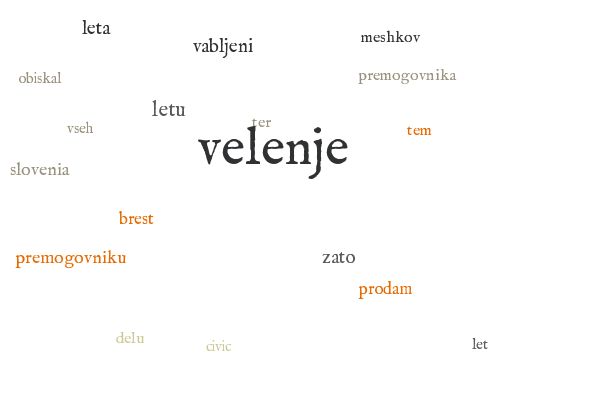 leta
vabljeni
meshkov
obiskal
premogovnika
letu
vseh
ter
tem
velenje
slovenia
brest
premogovniku
zato
prodam
delu
civic
let